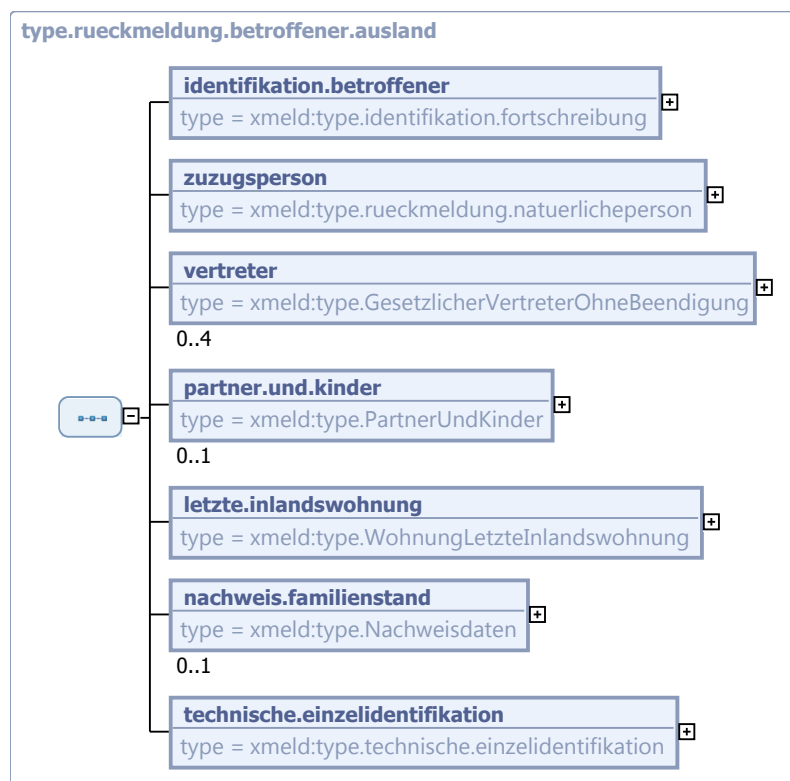 type.rueckmeldung.betroffener.ausland
identifikation.betroffener
type = xmeld:type.identifikation.fortschreibung
zuzugsperson
type = xmeld:type.rueckmeldung.natuerlicheperson
vertreter
type = xmeld:type.GesetzlicherVertreterOhneBeendigung
0..4
partner.und.kinder
type = xmeld:type.PartnerUndKinder
0..1
letzte.inlandswohnung
type = xmeld:type.WohnungLetzteInlandswohnung
nachweis.familienstand
type = xmeld:type.Nachweisdaten
0..1
technische.einzelidentifikation
type = xmeld:type.technische.einzelidentifikation